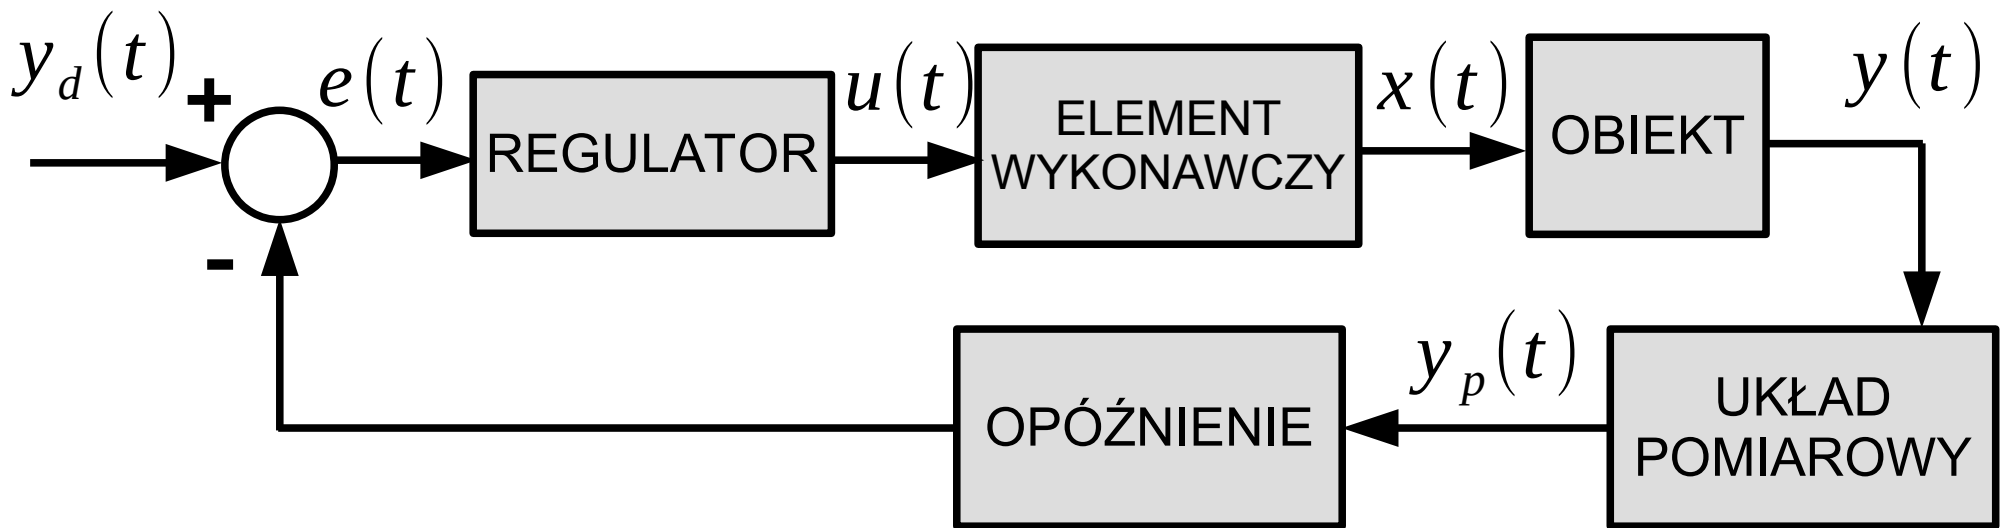 y_d(t)
+
e(t)
REGULATOR
u(t)
ELEMENT
WYKONAWCZY
x(t)
OBIEKT
y(t)
-
OPÓŹNIENIE
y_p(t)
UKŁAD
POMIAROWY